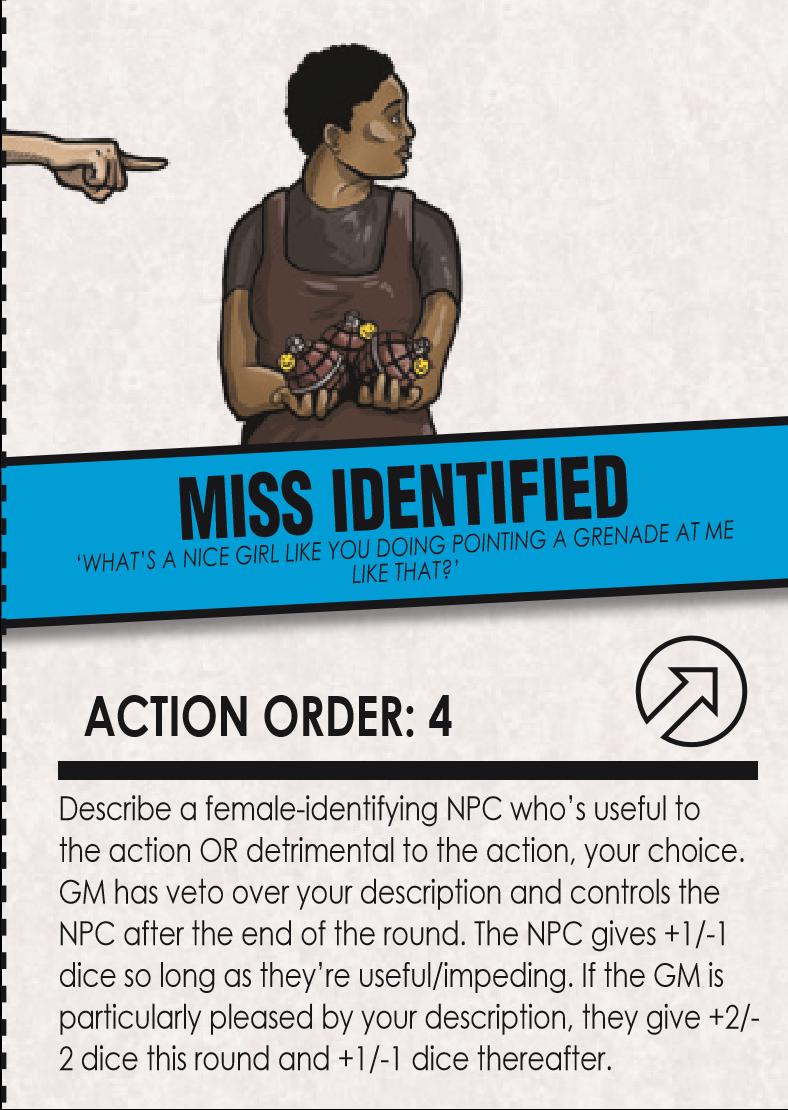 MISS IDENTIFIED
‘WHAT’S A NICE GIRL LIKE YOU DOING POINTING A GRENADE AT ME
LIKE THAT?’
ACTION ORDER: 4
Describe a female-identifying NPC who’s useful to
the action OR detrimental to the action, your choice.
GM has veto over your description and controls the
NPC after the end of the round. The NPC gives +1/-1
dice so long as they’re useful/impeding. If the GM is
particularly pleased by your description, they give +2/-
2 dice this round and +1/-1 dice thereafter.